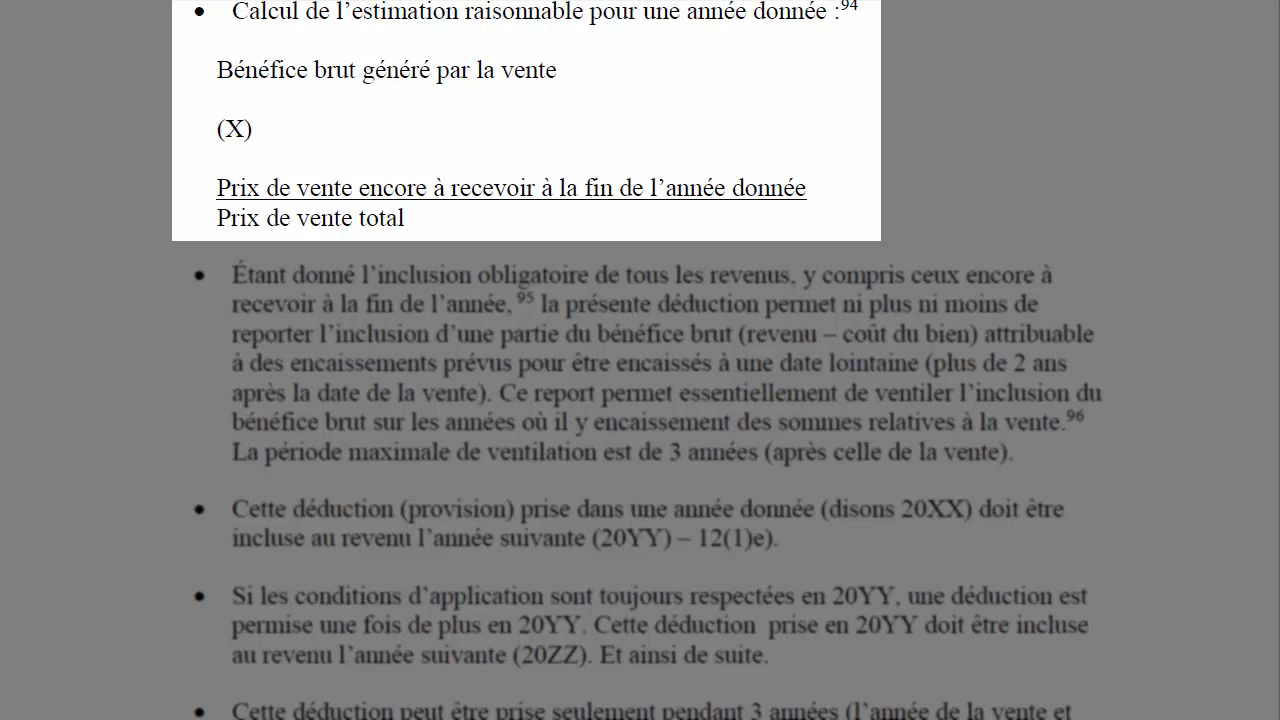 • Calcul de l’estimation raisonnable pour une année donnée :94
Bénéfice brut généré par la vente
(X)
Prix de vente encore à recevoir à la fin de l’année donnée
Prix de vente total
• Étant donné l’inclusion obligatoire de tous les revenus, y compris ceux encore à
recevoir à la fin de l’année, 95 la présente déduction permet ni plus ni moins de
reporter l’inclusion d’une partie du bénéfice brut (revenu – coût du bien) attribuable
à des encaissements prévus pour être encaissés à une date lointaine (plus de 2 ans
après la date de la vente). Ce report permet essentiellement de ventiler l’inclusion du
bénéfice brut sur les années où il y encaissement des sommes relatives à la vente.96
La période maximale de ventilation est de 3 années (après celle de la vente).
• Cette déduction (provision) prise dans une année donnée (disons 20XX) doit être
incluse au revenu l’année suivante (20YY) – 12(1)e).
• Si les conditions d’application sont toujours respectées en 20YY, une déduction est
permise une fois de plus en 20YY. Cette déduction prise en 20YY doit être incluse
au revenu l’année suivante (20ZZ). Et ainsi de suite.
• Cette déduction peut être prise seulement pendant 3 années (l’année de la vente et